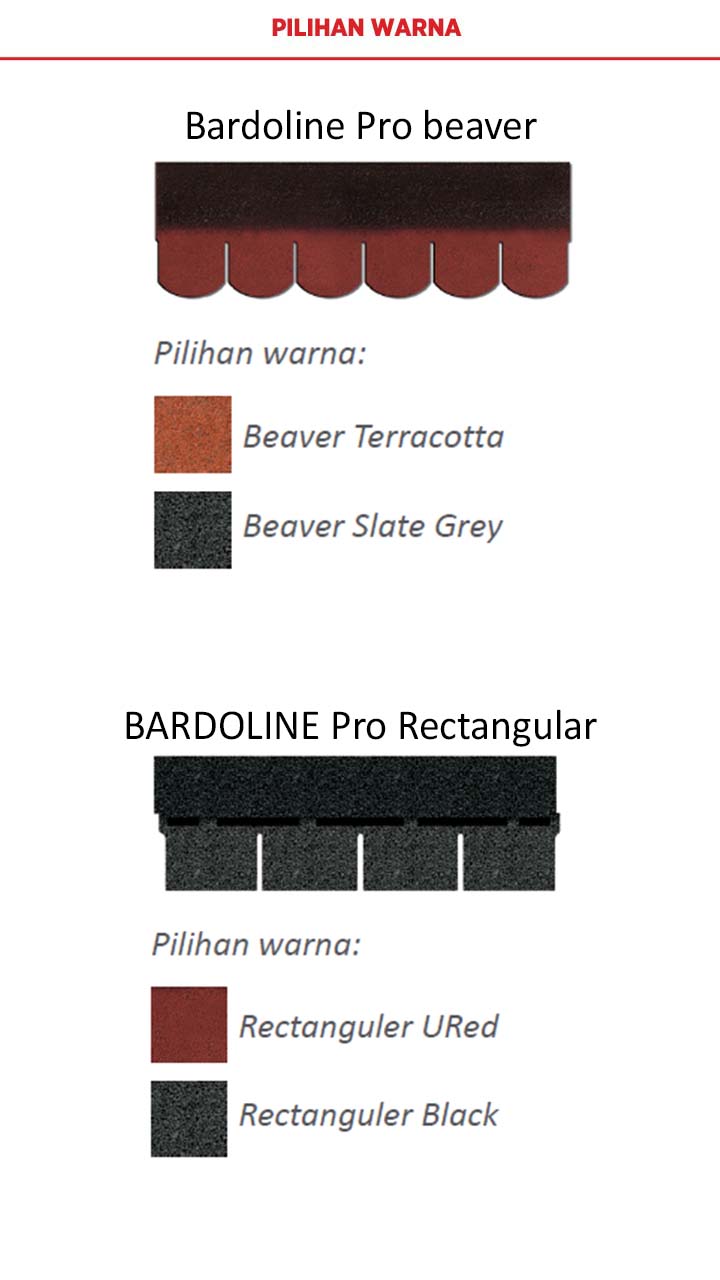 PILIHAN WARNA
Bardoline Pro beaver
Pilihan warna:
Beaver Terracotta
Beaver Slate Grey
BARDOLINE Pro Rectangular
Pilihan warna:
Rectanguler URed
Rectanguler Black